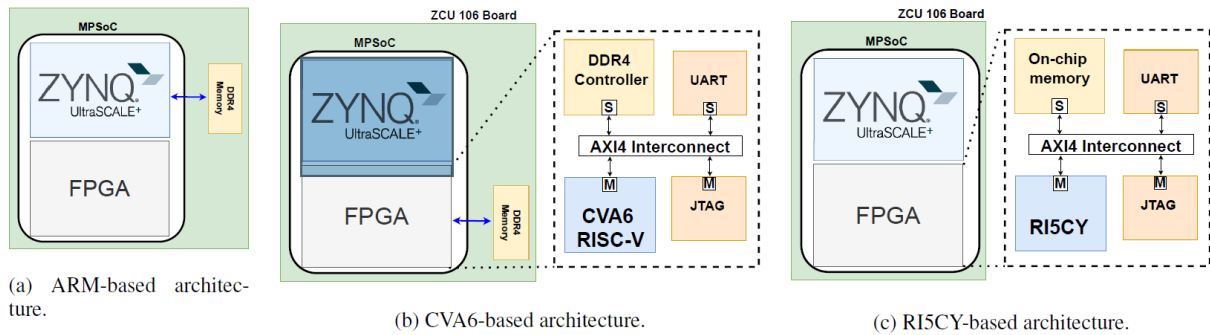 MPSoC
ZYNQ®
UltraSCALE+
DDR4
Memory
FPGA
(a) ARM-based architec-
ture.
ZCU 106 Board
MPSoC
ZYNQ®
UltraSCALE+
FPGA
DDR4
Memory
DDR4
Controller
S
UART
S
AXI4 Interconnect
M
CVA6
RISC-V
M
JTAG
(b) CVA6-based architecture.
ZCU 106 Board
MPSoC
ZYNQ®
UltraSCALE+
FPGA
On-chip
memory
S
UART
S
AXI4 Interconnect
M
RI5CY
M
JTAG
(c) RI5CY-based architecture.